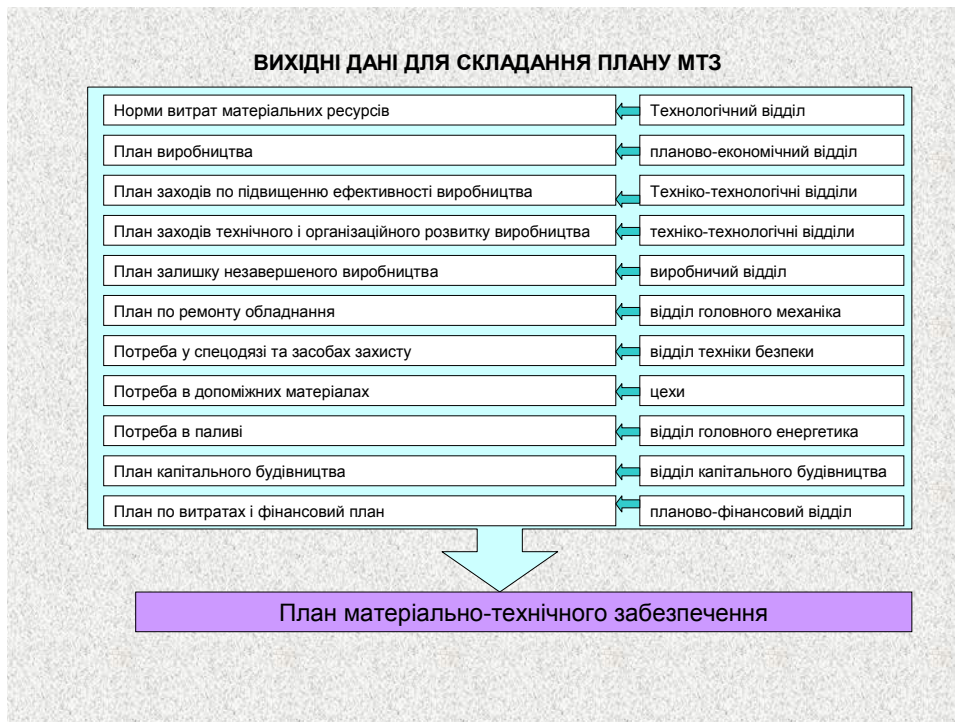 ВИХІДНІ ДАНІ ДЛЯ СКЛАДАННЯ ПЛАНУ МТЗ
Норми витрат матеріальних ресурсів
Технологічний відділ
План виробництва
планово-економічний відділ
План заходів по підвищенню ефективності виробництва
Техніко-технологічні відділи
План заходів технічного і організаційного розвитку виробництва
техніко-технологічні відділи
План залишку незавершеного виробництва
виробничий відділ
План по ремонту обладнання
відділ головного механіка
Потреба у спецодязі та засобах захисту
відділ техніки безпеки
Потреба в допоміжних матеріалах
цехи
Потреба в паливі
відділ головного енергетика
План капітального будівництва
відділ капітального будівництва
План по витратах і фінансовий план
планово-фінансовий відділ
План матеріально-технічного забезпечення